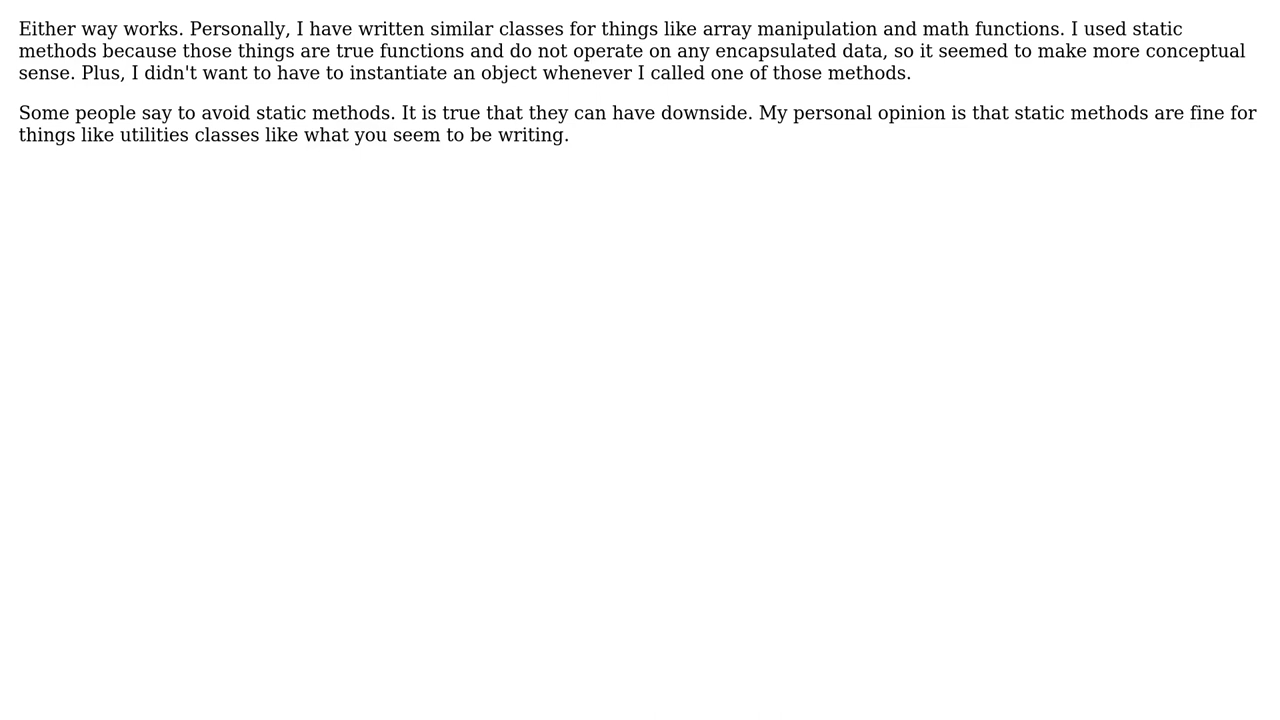 Either way works. Personally, I have written similar classes for things like array manipulation and math functions. I used static
methods because those things are true functions and do not operate on any encapsulated data, so it seemed to make more conceptual
sense. Plus, I didn't want to have to instantiate an object whenever I called one of those methods.
Some people say to avoid static methods. It is true that they can have downside. My personal opinion is that static methods are fine for
things like utilities classes like what you seem to be writing.